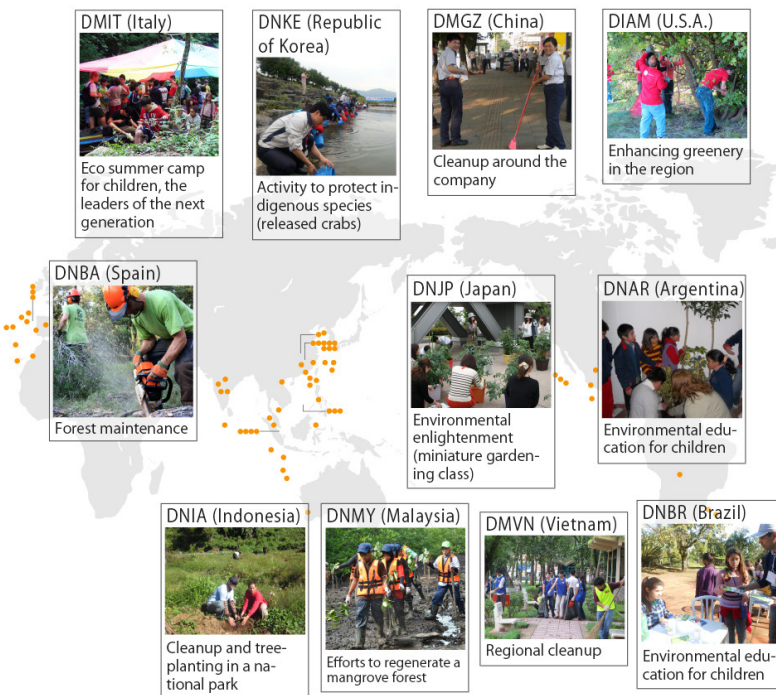 DMIT (Italy)
Eco summer camp
for children, the
leaders of the next
generation
DNKE (Republic
of Korea)
Activity to protect in-
digenous species
(released crabs)
DMGZ (China)
Cleanup around the
company
DIAM (U.S.A.)
Enhancing greenery
in the region
DNBA (Spain)
Forest maintenance
DNJP (Japan)
Environmental
enlightenment
(miniature garden-
ing class)
DNAR (Argentina)
Environmental edu-
cation for children
DNIA (Indonesia)
Cleanup and tree-
planting in a na-
tional park
DNMY (Malaysia)
Efforts to regenerate a
mangrove forest
DMVN (Vietnam)
Regional cleanup
DNBR (Brazil)
Environmental edu-
cation for children